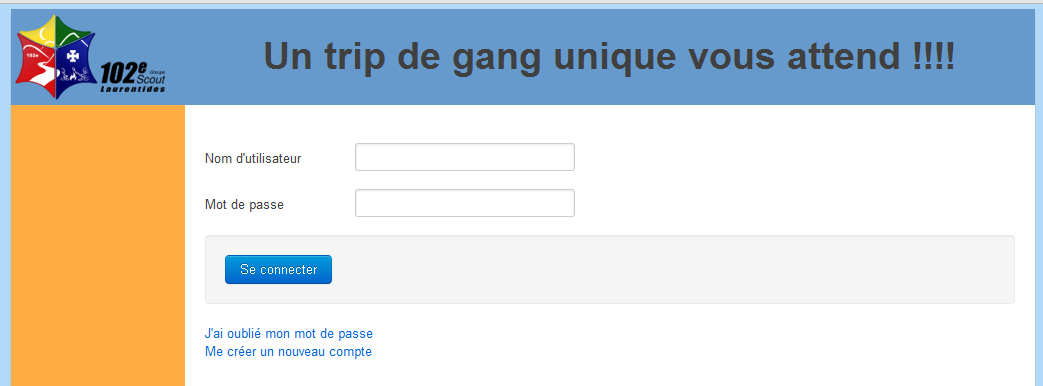 Un trip de gang unique vous attend !!!!
102e
102e Groupe
Scout
Laurentides
Nom d'utilisateur
Mot de passe
Se connecter
J'ai oublié mon mot de passe
Me créer un nouveau compte